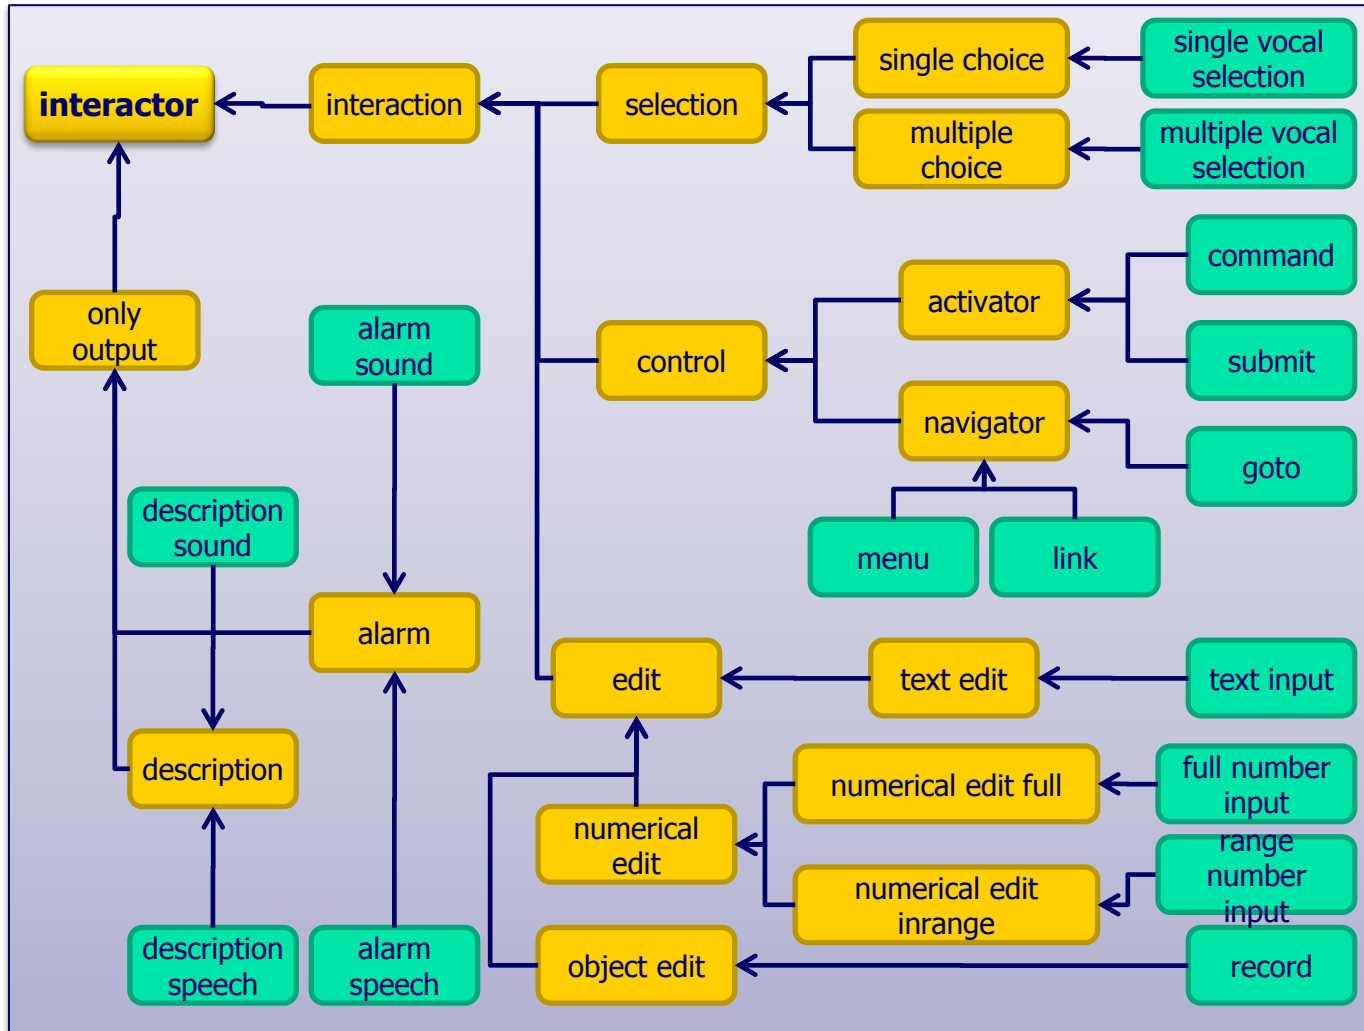 interactor
interaction
selection
single choice
single vocal
selection
multiple
choice
multiple vocal
selection
only
output
alarm
sound
control
activator
command
submit
navigator
goto
menu
link
description
sound
alarm
description
description
speech
alarm
speech
edit
text edit
text input
numerical
edit
numerical edit full
full number
input
numerical edit
inrange
range
number
input
object edit
record